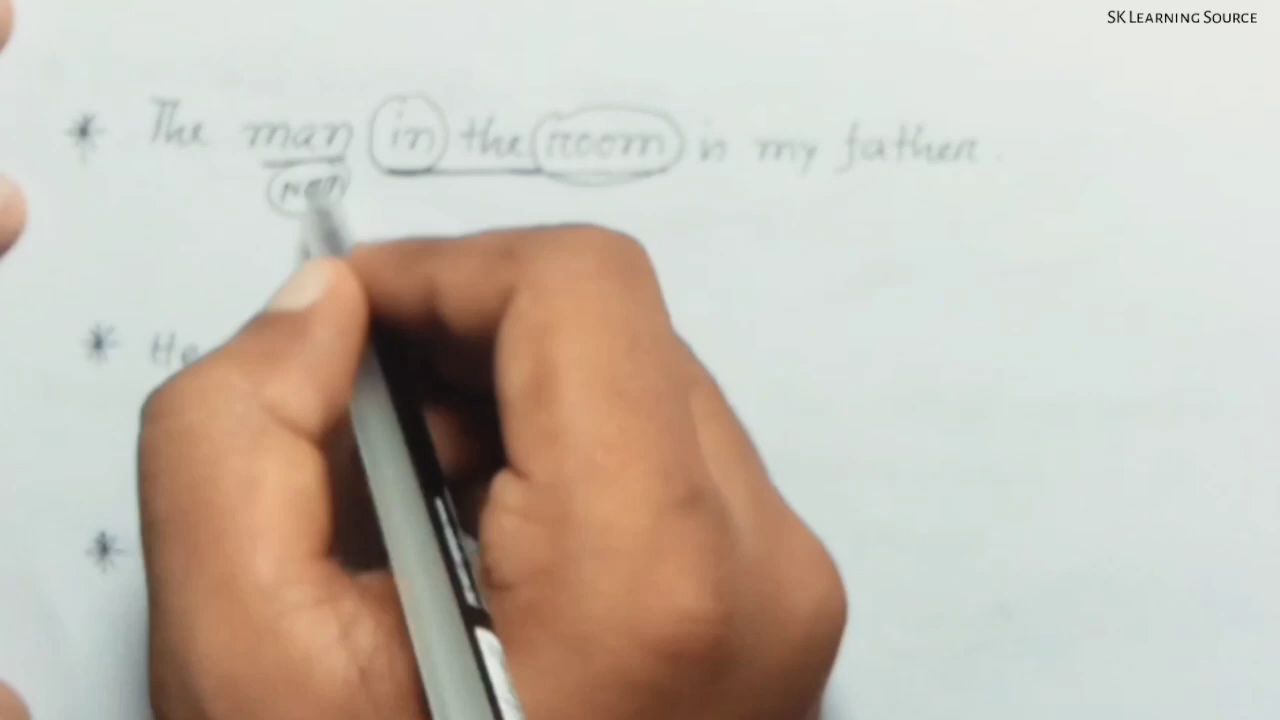 SK Learning Source
* The man in the room is my father.
* He
*